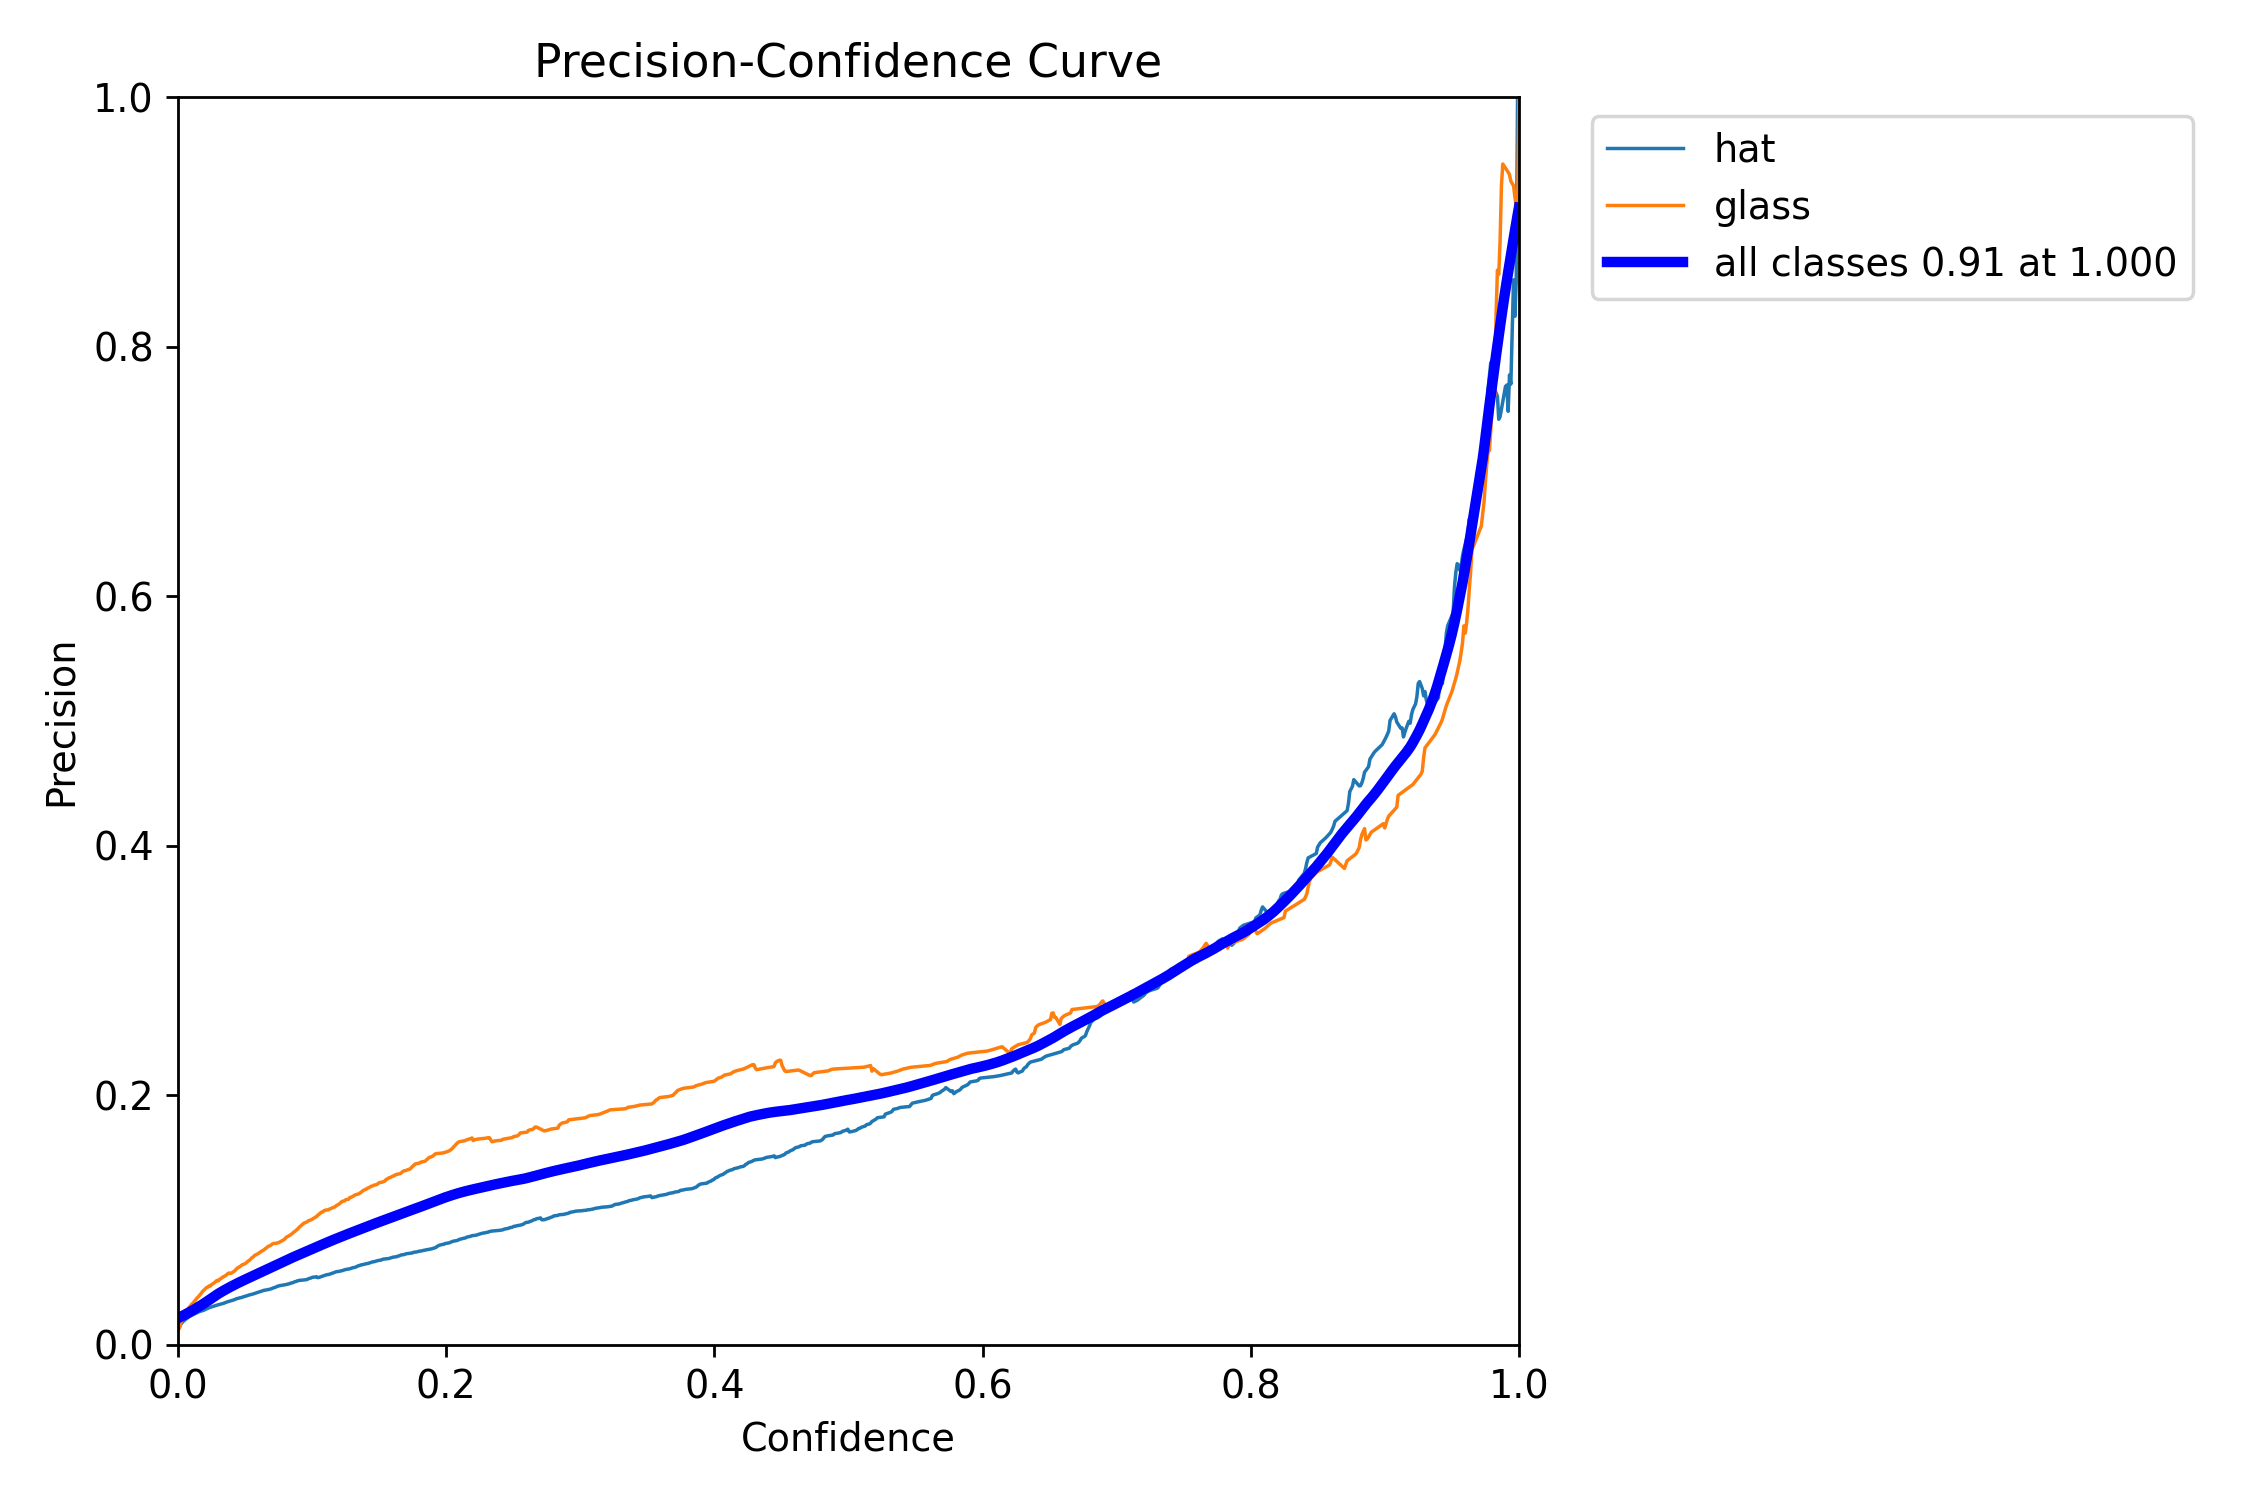 Precision-Confidence Curve
1.0
0.8
0.6
0.4
0.2
0.0
Precision
0.0 0.2 0.4 0.6 0.8 1.0
Confidence
hat
glass
all classes 0.91 at 1.000